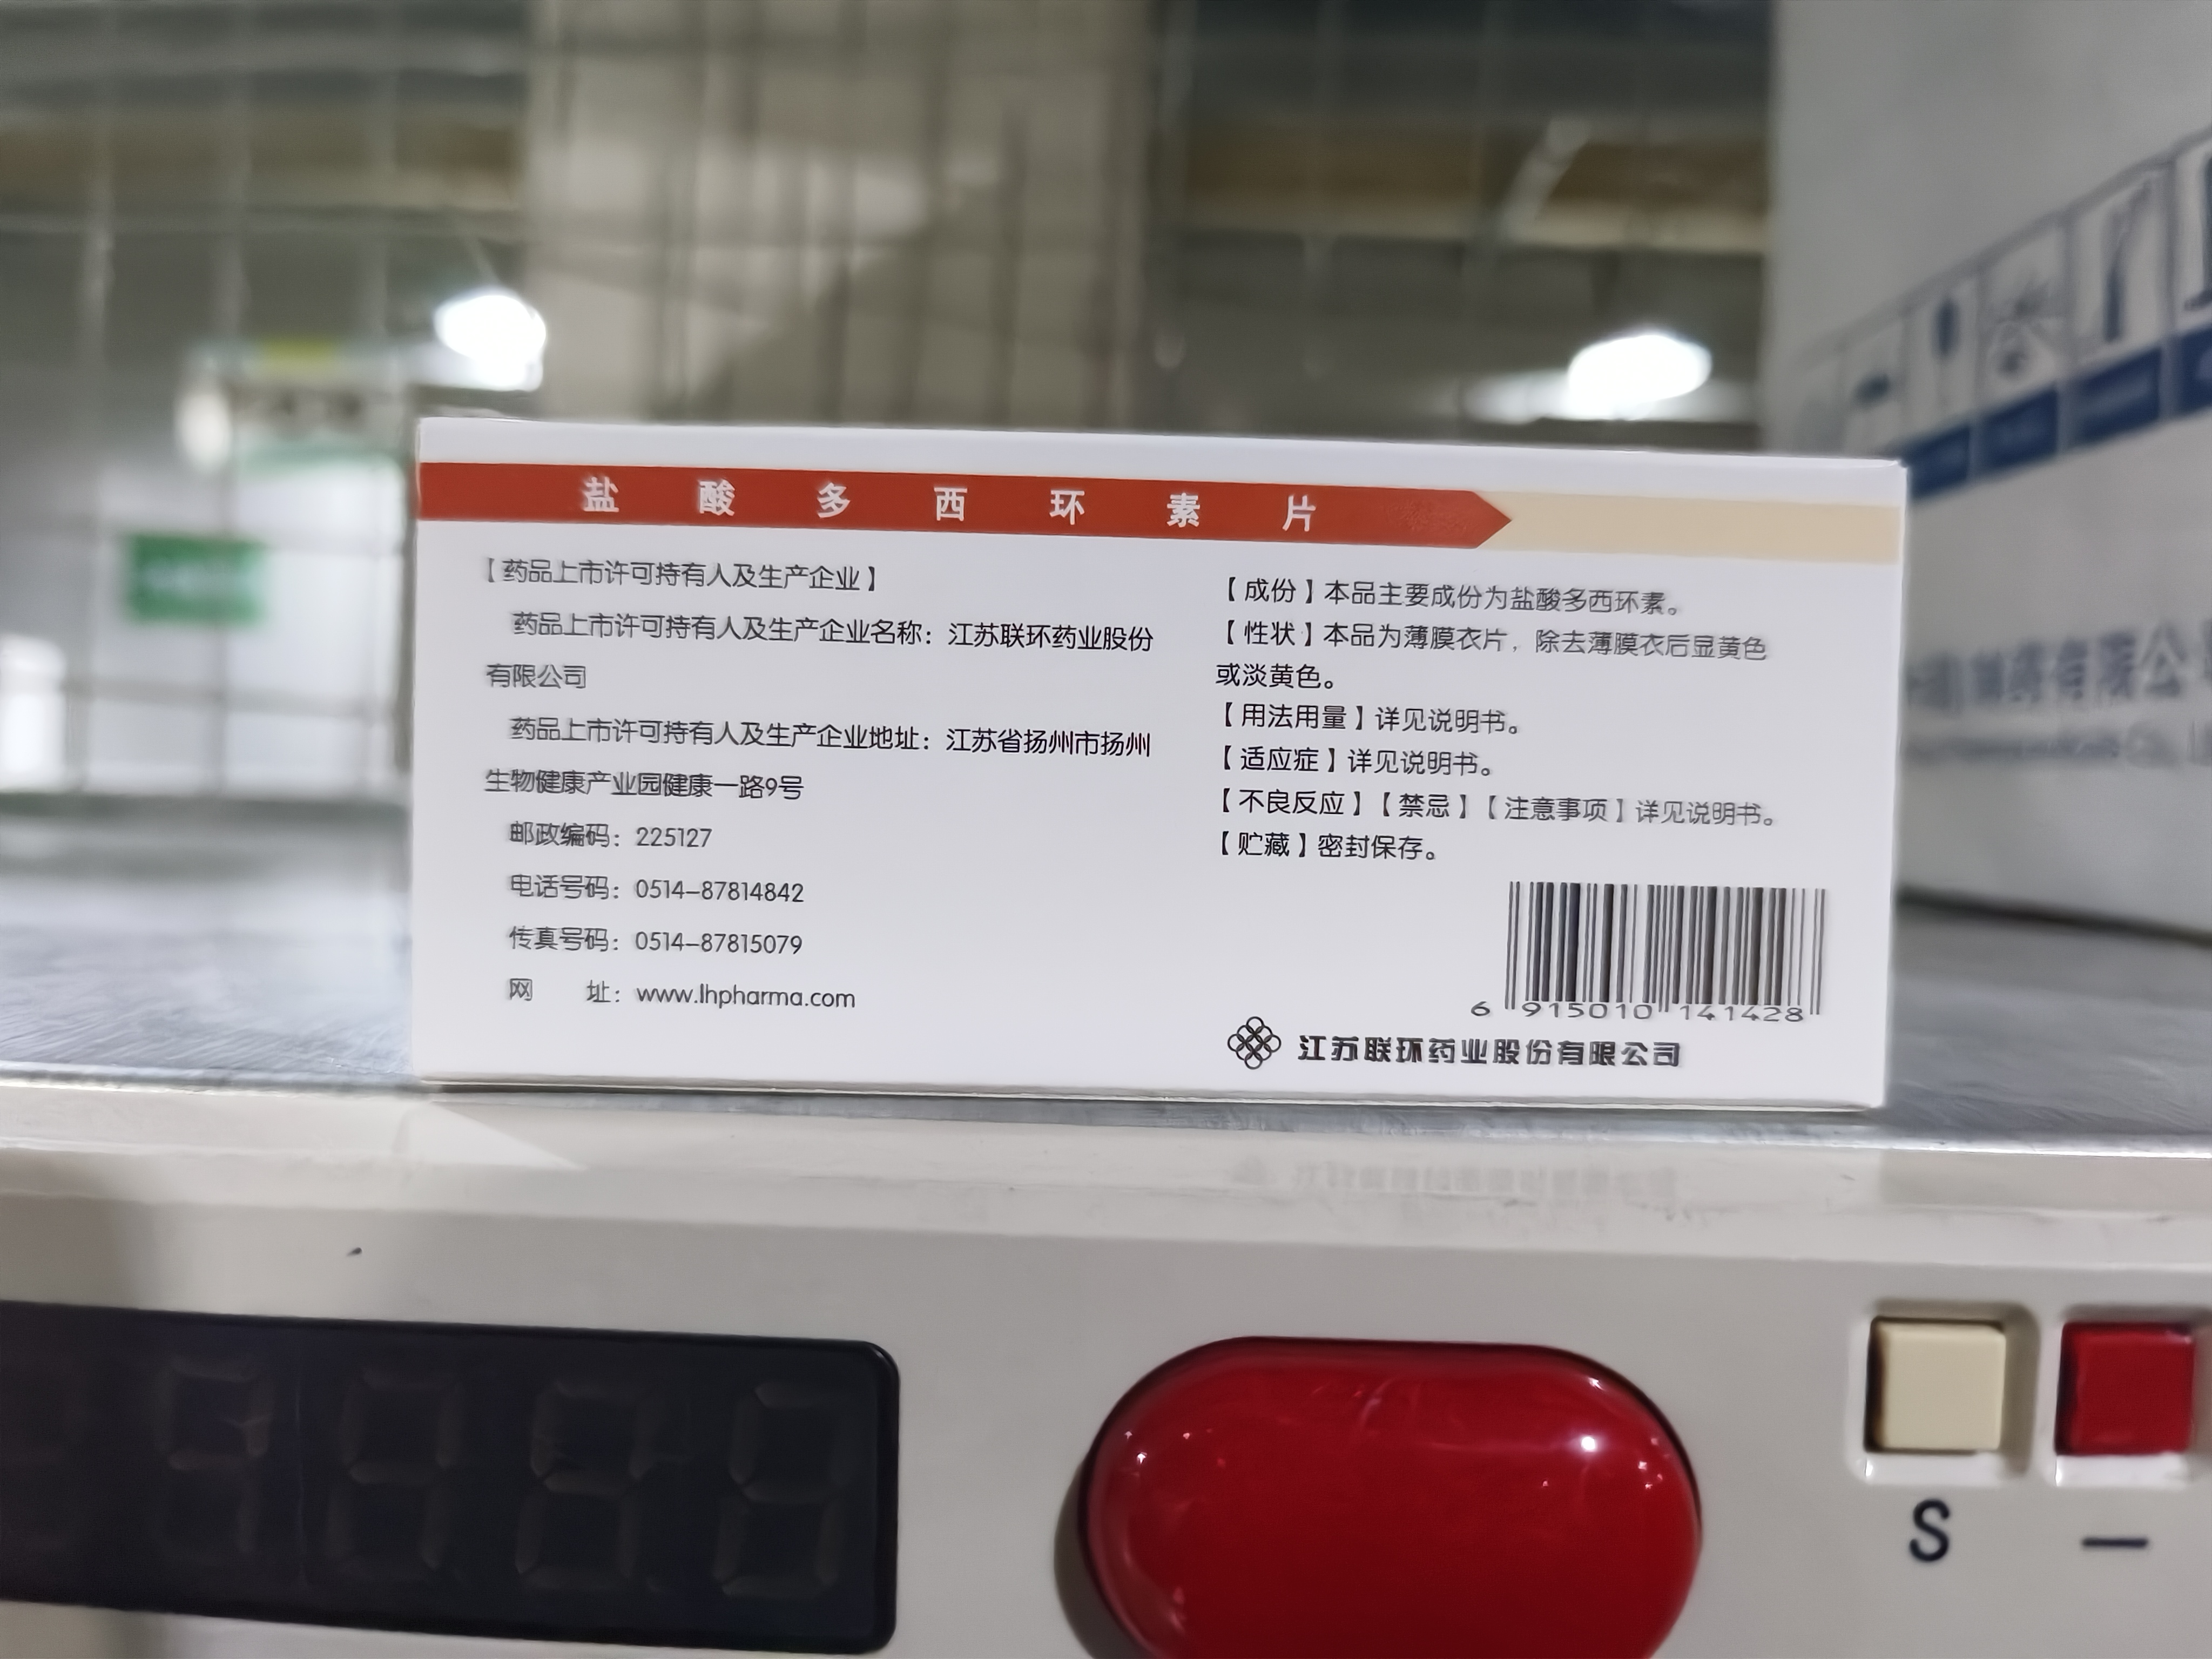 盐酸多西环素片
【药品上市许可持有人及生产企业】
药品上市许可持有人及生产企业名称：江苏联环药业股份
有限公司
药品上市许可持有人及生产企业地址：江苏省扬州市扬州
生物健康产业园健康一路9号
邮政编码：225127
电话号码：0514-87814842
传真号码：0514-87815079
网 址：www.lhpharma.com
【成份】本品主要成份为盐酸多西环素。
【性状】本品为薄膜衣片，除去薄膜衣后显黄色
或淡黄色。
【用法用量】详见说明书。
【适应症】详见说明书。
【不良反应】【禁忌】【注意事项】详见说明书。
【贮藏】密封保存。
6 915010 141428
江苏联环药业股份有限公司
有限公
S
—